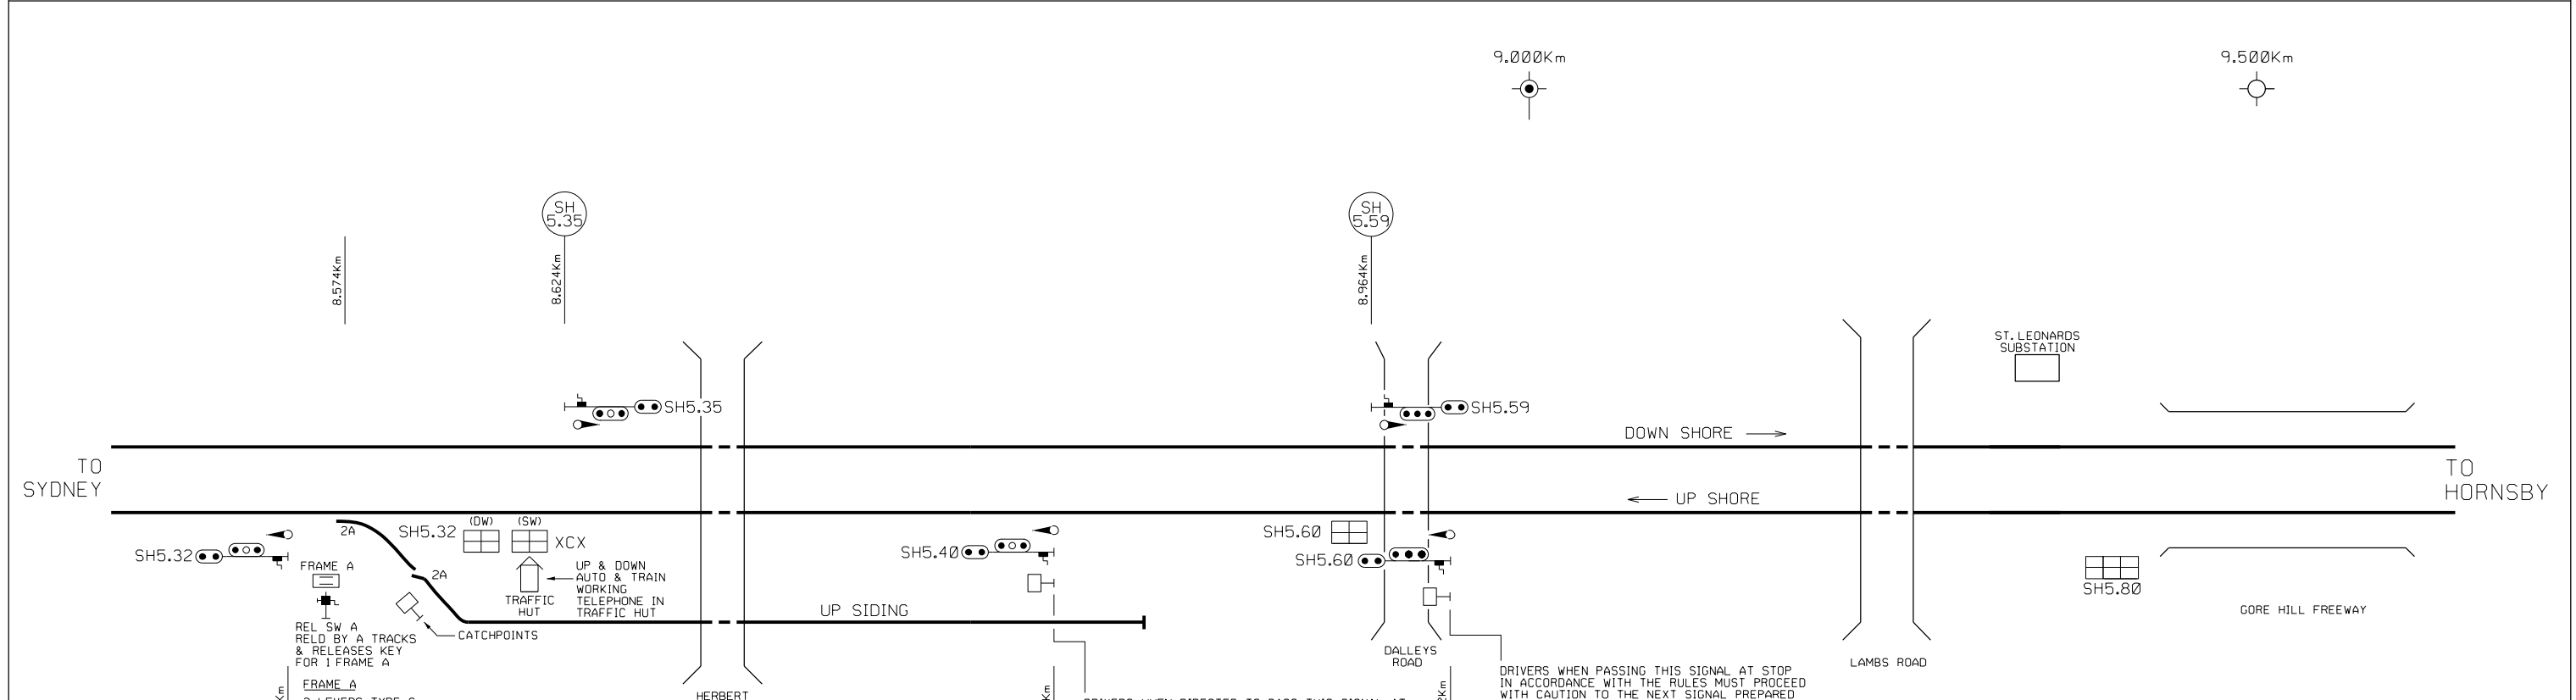 9.000Km
9.500Km
SH
5.35
SH
5.59
8.574Km
8.624Km
8.964Km
ST.LEONARDS
SUBSTATION
SH5.35
SH5.59
DOWN SHORE
TO
SYDNEY
TO
HORNSBY
UP SHORE
2A
SH5.32
(DW)
(SW)
XCX
SH5.32
SH5.40
SH5.60
SH5.60
FRAME A
2A
UP & DOWN
AUTO & TRAIN
WORKING
TELEPHONE IN
TRAFFIC HUT
TRAFFIC
HUT
UP SIDING
SH5.80
GORE HILL FREEWAY
REL SW A
RELD BY A TRACKS
& RELEASES KEY
FOR 1 FRAME A
CATCHPOINTS
DALLEYS
ROAD
LAMBS ROAD
DRIVERS WHEN PASSING THIS SIGNAL AT STOP
IN ACCORDANCE WITH THE RULES MUST PROCEED
WITH CAUTION TO THE NEXT SIGNAL PREPARED
FRAME A
HERBERT